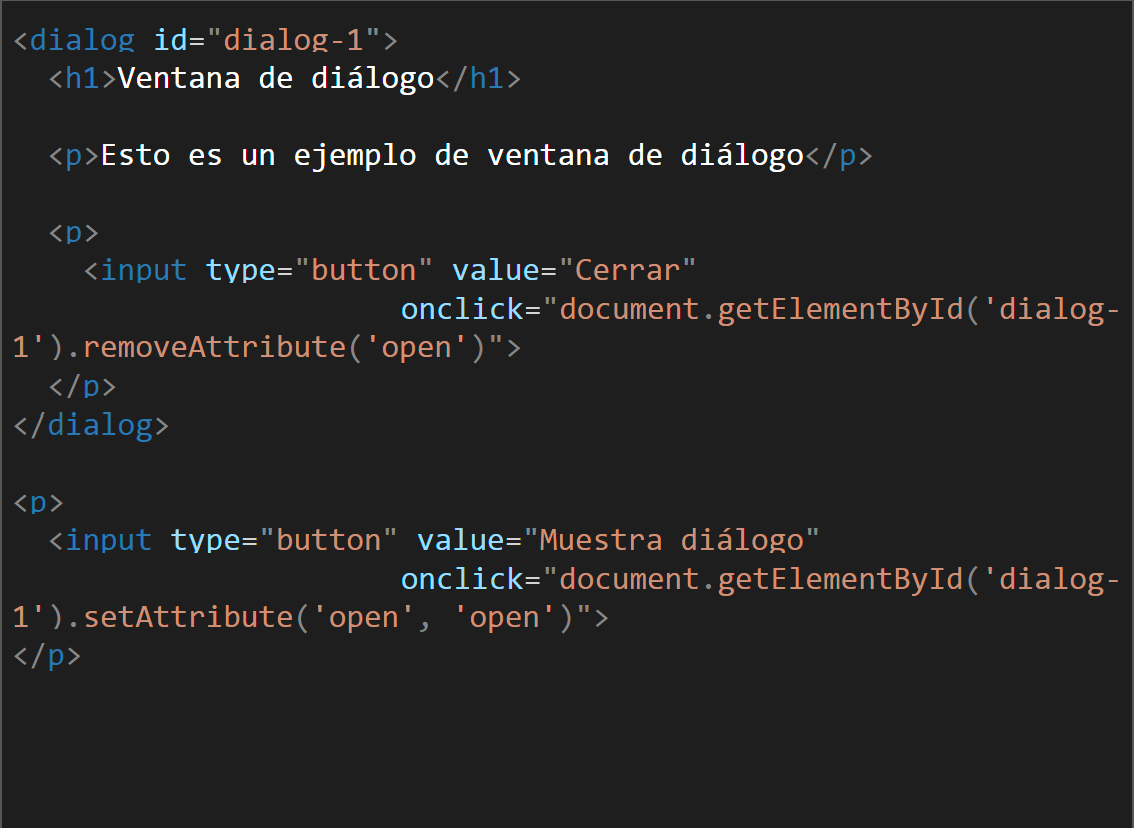 <dialog id="dialog-1">
<h1>Ventana de diálogo</h1>
<p>Esto es un ejemplo de ventana de diálogo</p>
<p>
<input type="button" value="Cerrar"
onclick="document.getElementById('dialog-
1').removeAttribute('open')">
</p>
</dialog>
<p>
<input type="button" value="Muestra diálogo"
onclick="document.getElementById('dialog-
1').setAttribute('open', 'open')">
</p>